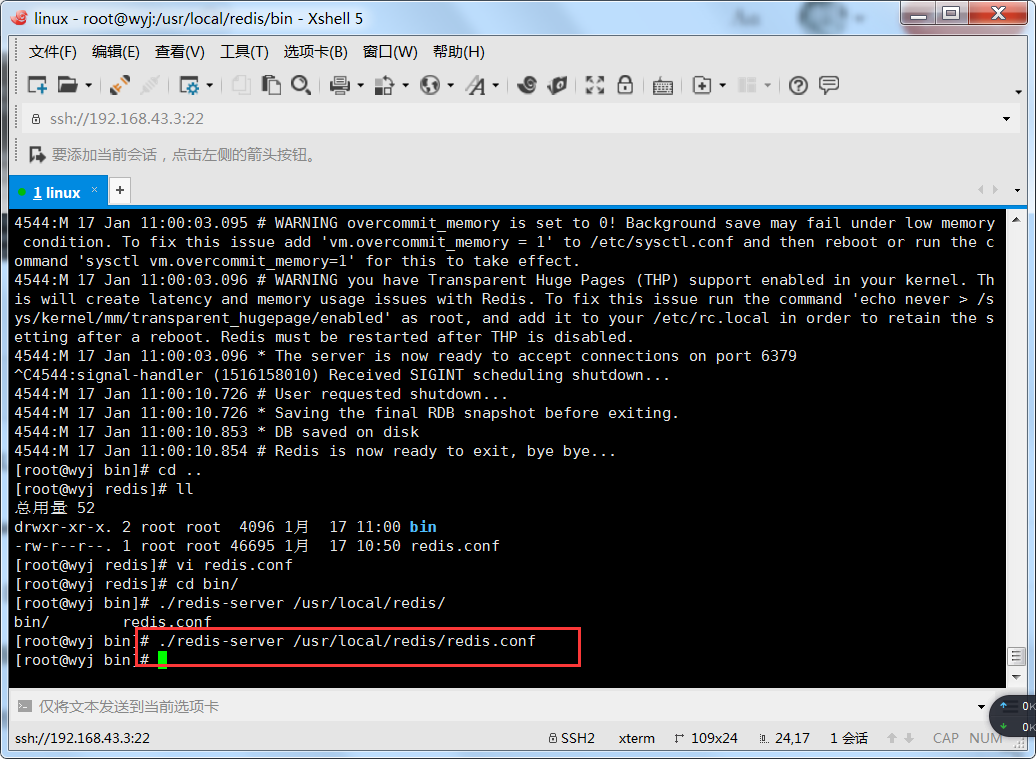 linux - root@wyj:/usr/local/redis/bin - Xshell 5
文件(F) 编辑(E) 查看(V) 工具(T) 选项卡(B) 窗口(W) 帮助(H)
ssh://192.168.43.3:22
要添加当前会话，点击左侧的箭头按钮。
1 linux × +
4544:M 17 Jan 11:00:03.095 # WARNING overcommit_memory is set to 0! Background save may fail under low memory
condition. To fix this issue add 'vm.overcommit_memory = 1' to /etc/sysctl.conf and then reboot or run the c
ommand 'sysctl vm.overcommit_memory=1' for this to take effect.
4544:M 17 Jan 11:00:03.096 # WARNING you have Transparent Huge Pages (THP) support enabled in your kernel. Th
is will create latency and memory usage issues with Redis. To fix this issue run the command 'echo never > /s
ys/kernel/mm/transparent_hugepage/enabled' as root, and add it to your /etc/rc.local in order to retain the s
etting after a reboot. Redis must be restarted after THP is disabled.
4544:M 17 Jan 11:00:03.096 * The server is now ready to accept connections on port 6379
^C4544:signal-handler (1516158010) Received SIGINT scheduling shutdown...
4544:M 17 Jan 11:00:10.726 # User requested shutdown...
4544:M 17 Jan 11:00:10.726 * Saving the final RDB snapshot before exiting.
4544:M 17 Jan 11:00:10.853 * DB saved on disk
4544:M 17 Jan 11:00:10.854 # Redis is now ready to exit, bye bye...
[root@wyj bin]# cd ..
[root@wyj redis]# ll
总用量 52
drwxr-xr-x. 2 root root  4096 1月  17 11:00 bin
-rw-r--r--. 1 root root 46695 1月  17 10:50 redis.conf
[root@wyj redis]# vi redis.conf
[root@wyj redis]# cd bin/
[root@wyj bin]# ./redis-server /usr/local/redis/
bin/        redis.conf
[root@wyj bin]# ./redis-server /usr/local/redis/redis.conf
[root@wyj bin]#
仅将文本发送到当前选项卡
0K
0K
ssh://192.168.43.3:22 SSH2 xterm 109x24 24,17 1 会话 CAP NUM